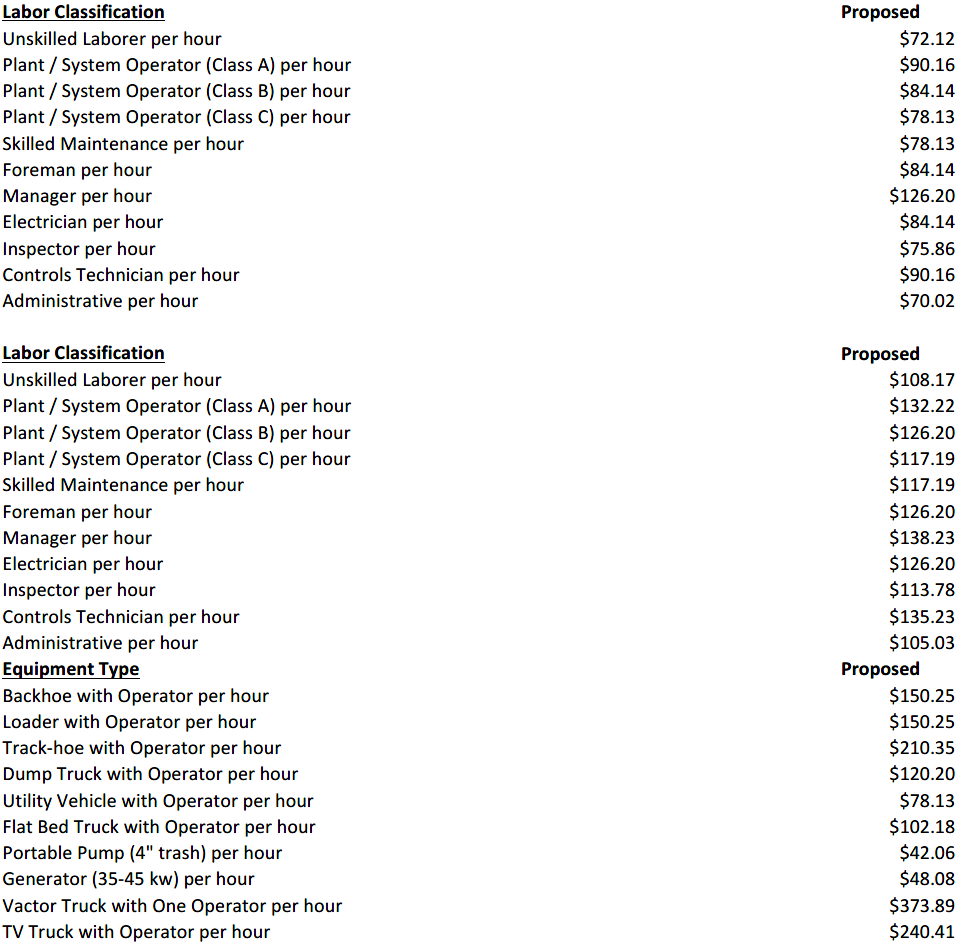 Labor Classification Proposed
Unskilled Laborer per hour $72.12
Plant / System Operator (Class A) per hour $90.16
Plant / System Operator (Class B) per hour $84.14
Plant / System Operator (Class C) per hour $78.13
Skilled Maintenance per hour $78.13
Foreman per hour $84.14
Manager per hour $126.20
Electrician per hour $84.14
Inspector per hour $75.86
Controls Technician per hour $90.16
Administrative per hour $70.02
Labor Classification Proposed
Unskilled Laborer per hour $108.17
Plant / System Operator (Class A) per hour $132.22
Plant / System Operator (Class B) per hour $126.20
Plant / System Operator (Class C) per hour $117.19
Skilled Maintenance per hour $117.19
Foreman per hour $126.20
Manager per hour $138.23
Electrician per hour $126.20
Inspector per hour $113.78
Controls Technician per hour $135.23
Administrative per hour $105.03
Equipment Type Proposed
Backhoe with Operator per hour $150.25
Loader with Operator per hour $150.25
Track-hoe with Operator per hour $210.35
Dump Truck with Operator per hour $120.20
Utility Vehicle with Operator per hour $78.13
Flat Bed Truck with Operator per hour $102.18
Portable Pump (4" trash) per hour $42.06
Generator (35-45 kw) per hour $48.08
Vactor Truck with One Operator per hour $373.89
TV Truck with Operator per hour $240.41